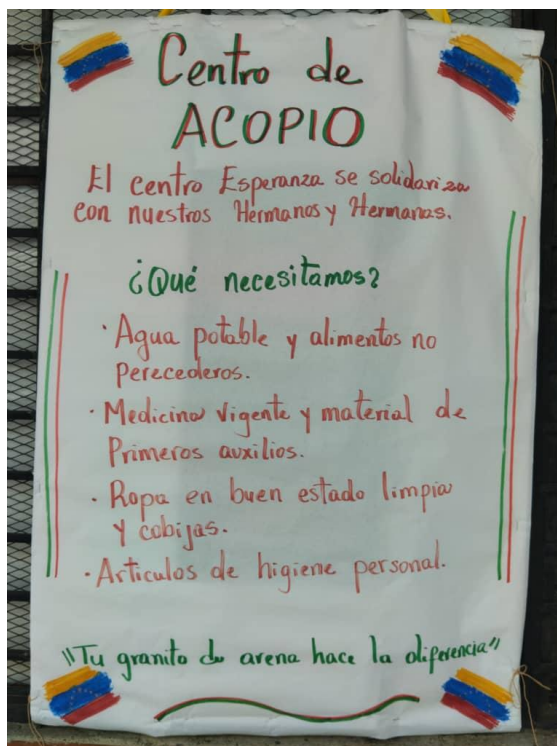 Centro de
ACOPIO
El centro Esperanza se solidariza
con nuestros Hermanos y Hermanas.
¿Qué necesitamos?
· Agua potable y alimentos no
perecederos.
· Medicina vigente y material de
Primeros auxilios.
· Ropa en buen estado limpia
y cobijas.
· Articulos de higiene personal.
"Tu granito de arena hace la diferencia"